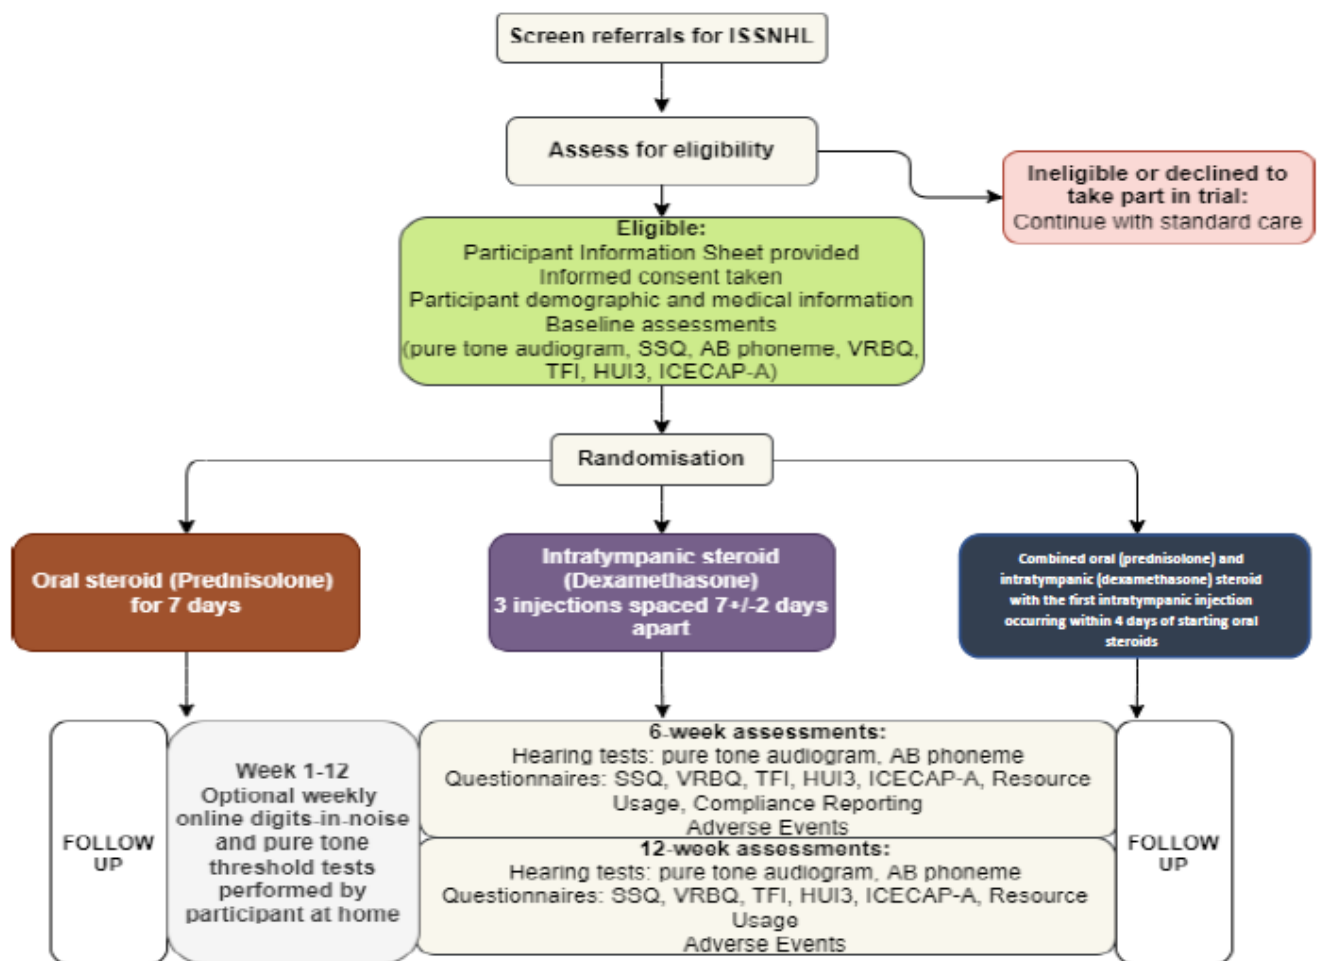 Screen referrals for ISSNHL
Assess for eligibility
Ineligible or declined to
take part in trial:
Continue with standard care
Eligible:
Participant Information Sheet provided
Informed consent taken
Participant demographic and medical information
Baseline assessments
(pure tone audiogram, SSQ, AB phoneme, VRBQ,
TFI, HUI3, ICECAP-A)
Randomisation
Oral steroid (Prednisolone)
for 7 days
Intratympanic steroid
(Dexamethasone)
3 injections spaced 7+/-2 days
apart
Combined oral (prednisolone) and
intratympanic (dexamethasone) steroid
with the first intratympanic injection
occurring within 4 days of starting oral
steroids
FOLLOW
UP
Week 1-12
Optional weekly
online digits-in-noise
and pure tone
threshold tests
performed by
participant at home
6-week assessments:
Hearing tests: pure tone audiogram, AB phoneme
Questionnaires: SSQ, VRBQ, TFI, HUI3, ICECAP-A, Resource
Usage, Compliance Reporting
Adverse Events
12-week assessments:
Hearing tests: pure tone audiogram, AB phoneme
Questionnaires: SSQ, VRBQ, TFI, HUI3, ICECAP-A, Resource
Usage
Adverse Events
FOLLOW
UP